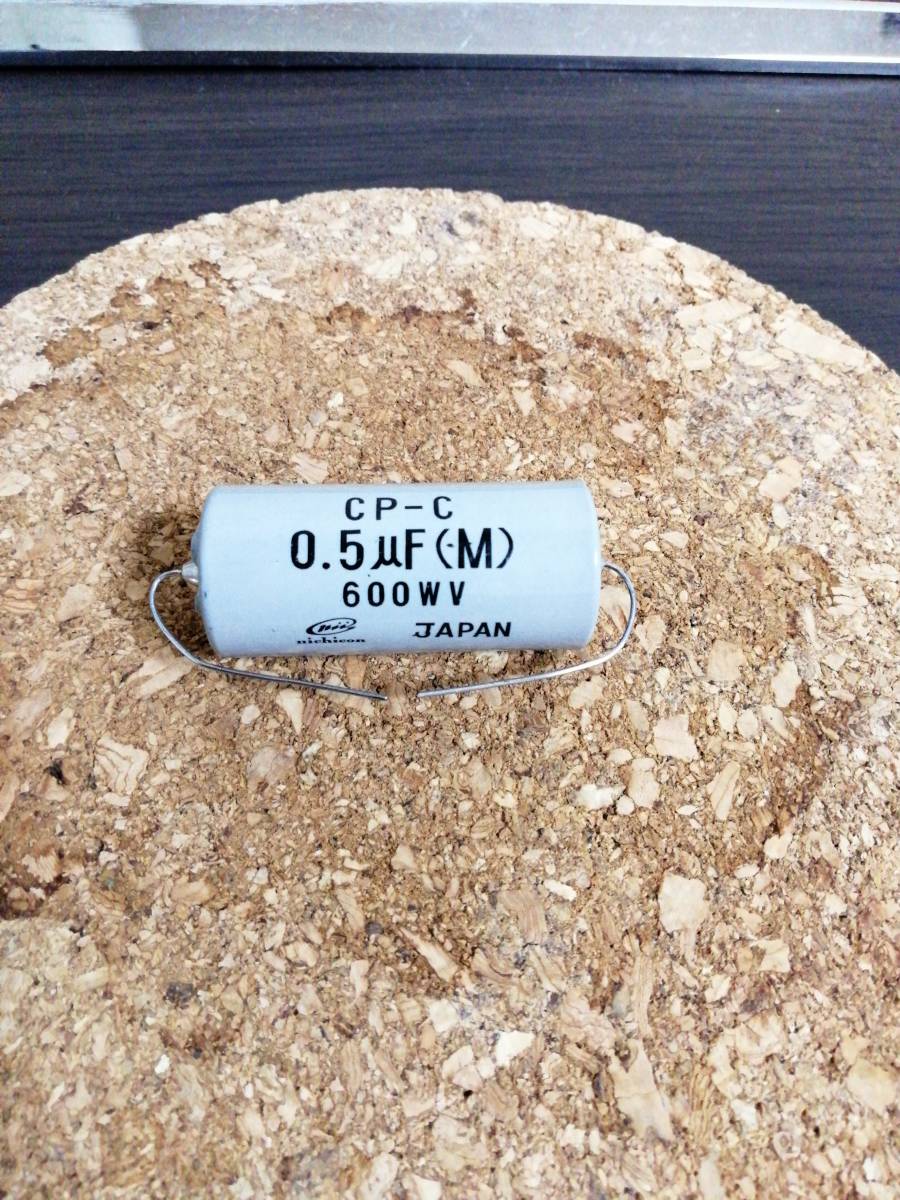 CP-C
0.5μF(M)
600WV
nichicon JAPAN